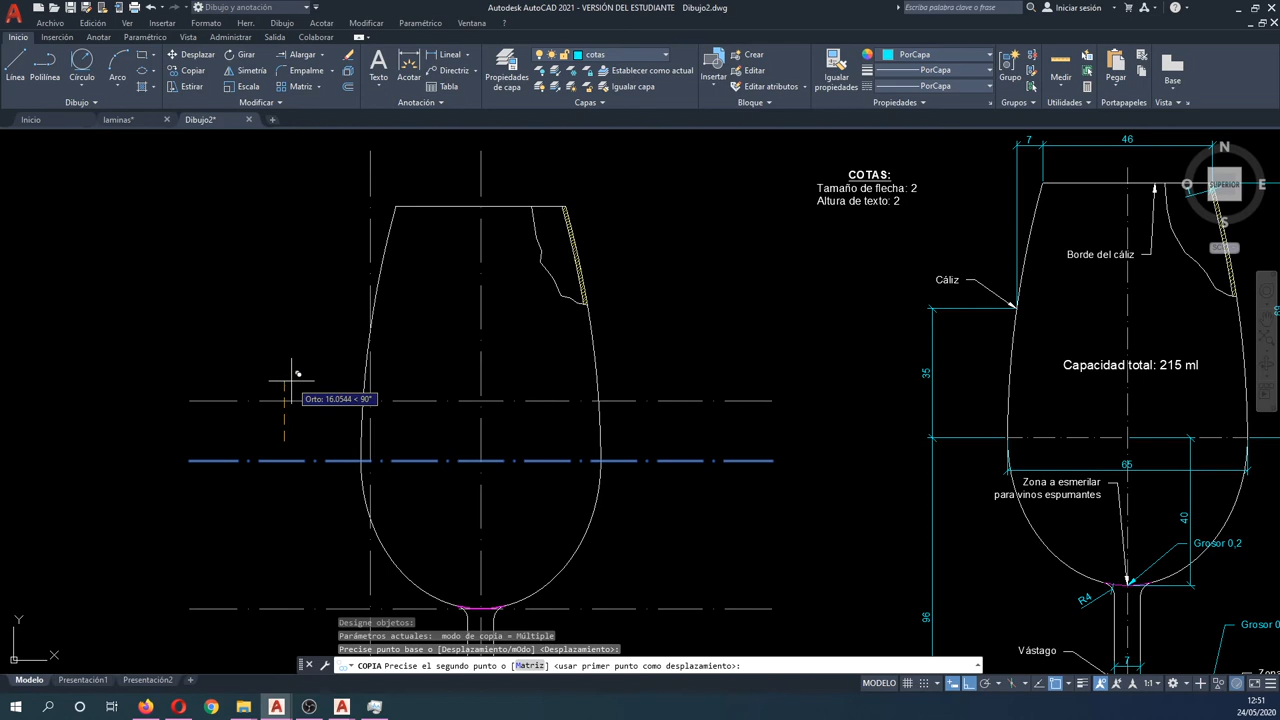 Dibujo y anotación
Autodesk AutoCAD 2021 - VERSIÓN DEL ESTUDIANTE Dibujo2.dwg
Escriba palabra clave o frase
Iniciar sesión
Archivo Edición Ver Insertar Formato Herr. Dibujo Acotar Modificar Paramétrico Ventana
Inicio Inserción Anotar Paramétrico Vista Administrar Salida Colaborar
Línea Polilínea Círculo Arco
Desplazar Girar Alargar
Copiar Simetría Empalme
Estirar Escala Matriz
Texto Acotar
Lineal
Directriz
Tabla
Propiedades de capa
cotas
Establecer como actual
Igualar capa
Insertar
Crear
Editar
Editar atributos
Igualar propiedades
PorCapa
PorCapa
PorCapa
Grupo Medir Pegar Base
Dibujo Modificar Anotación Capas Bloque Propiedades Grupos Utilidades Portapapeles Vista
Inicio laminas* Dibujo2*
7 46
N
SUPERIOR
O E
S
COTAS:
Tamaño de flecha: 2
Altura de texto: 2
Borde del cáliz
Cáliz
Capacidad total: 215 ml
35
Orto: 16.0544 < 90°
65
Zona a esmerilar
para vinos espumantes
40
Grosor 0,2
R4
96
Grosor 0
Vástago
7
Y
X
Designe objetos:
Parámetros actuales: modo de copia = Múltiple
Precise punto base o [Desplazamiento/mOdo] <Desplazamiento>:
COPIA Precise el segundo punto o [Matriz] <usar primer punto como desplazamiento>:
Modelo Presentación1 Presentación2
MODELO
1:1
12:51
24/05/2020